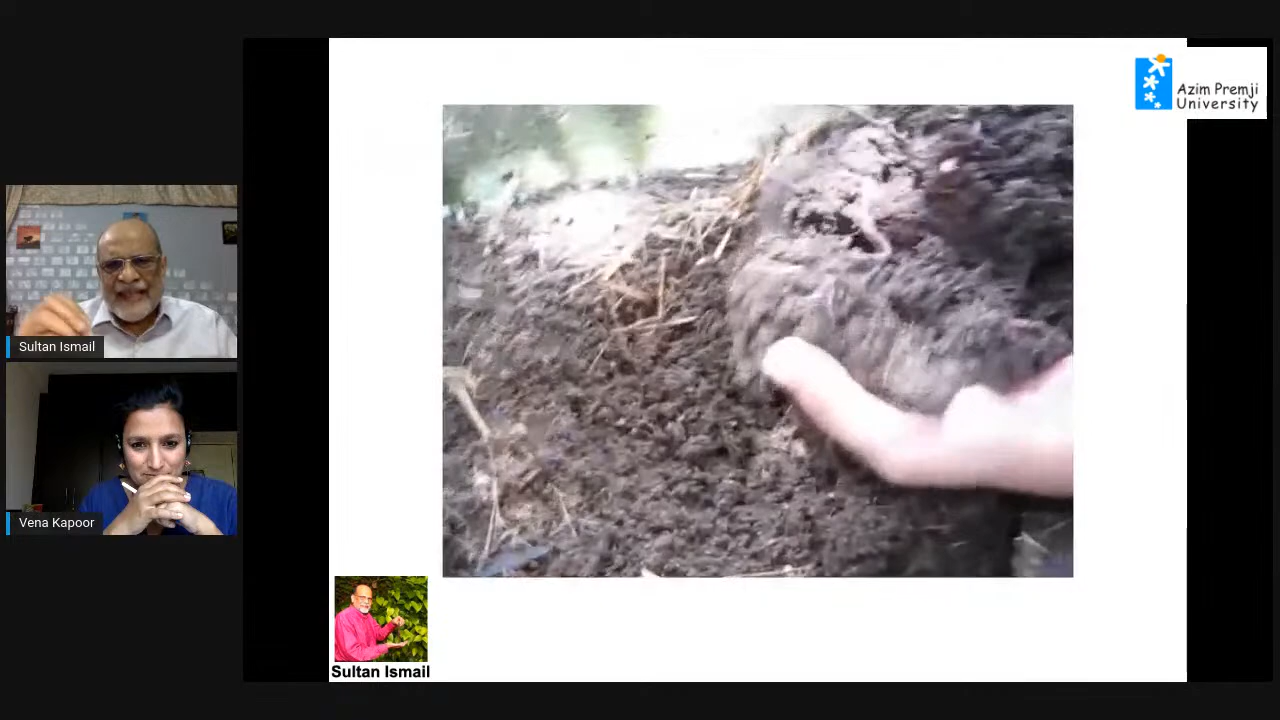 Azim Premji
University
Sultan Ismail
Vena Kapoor
Sultan Ismail